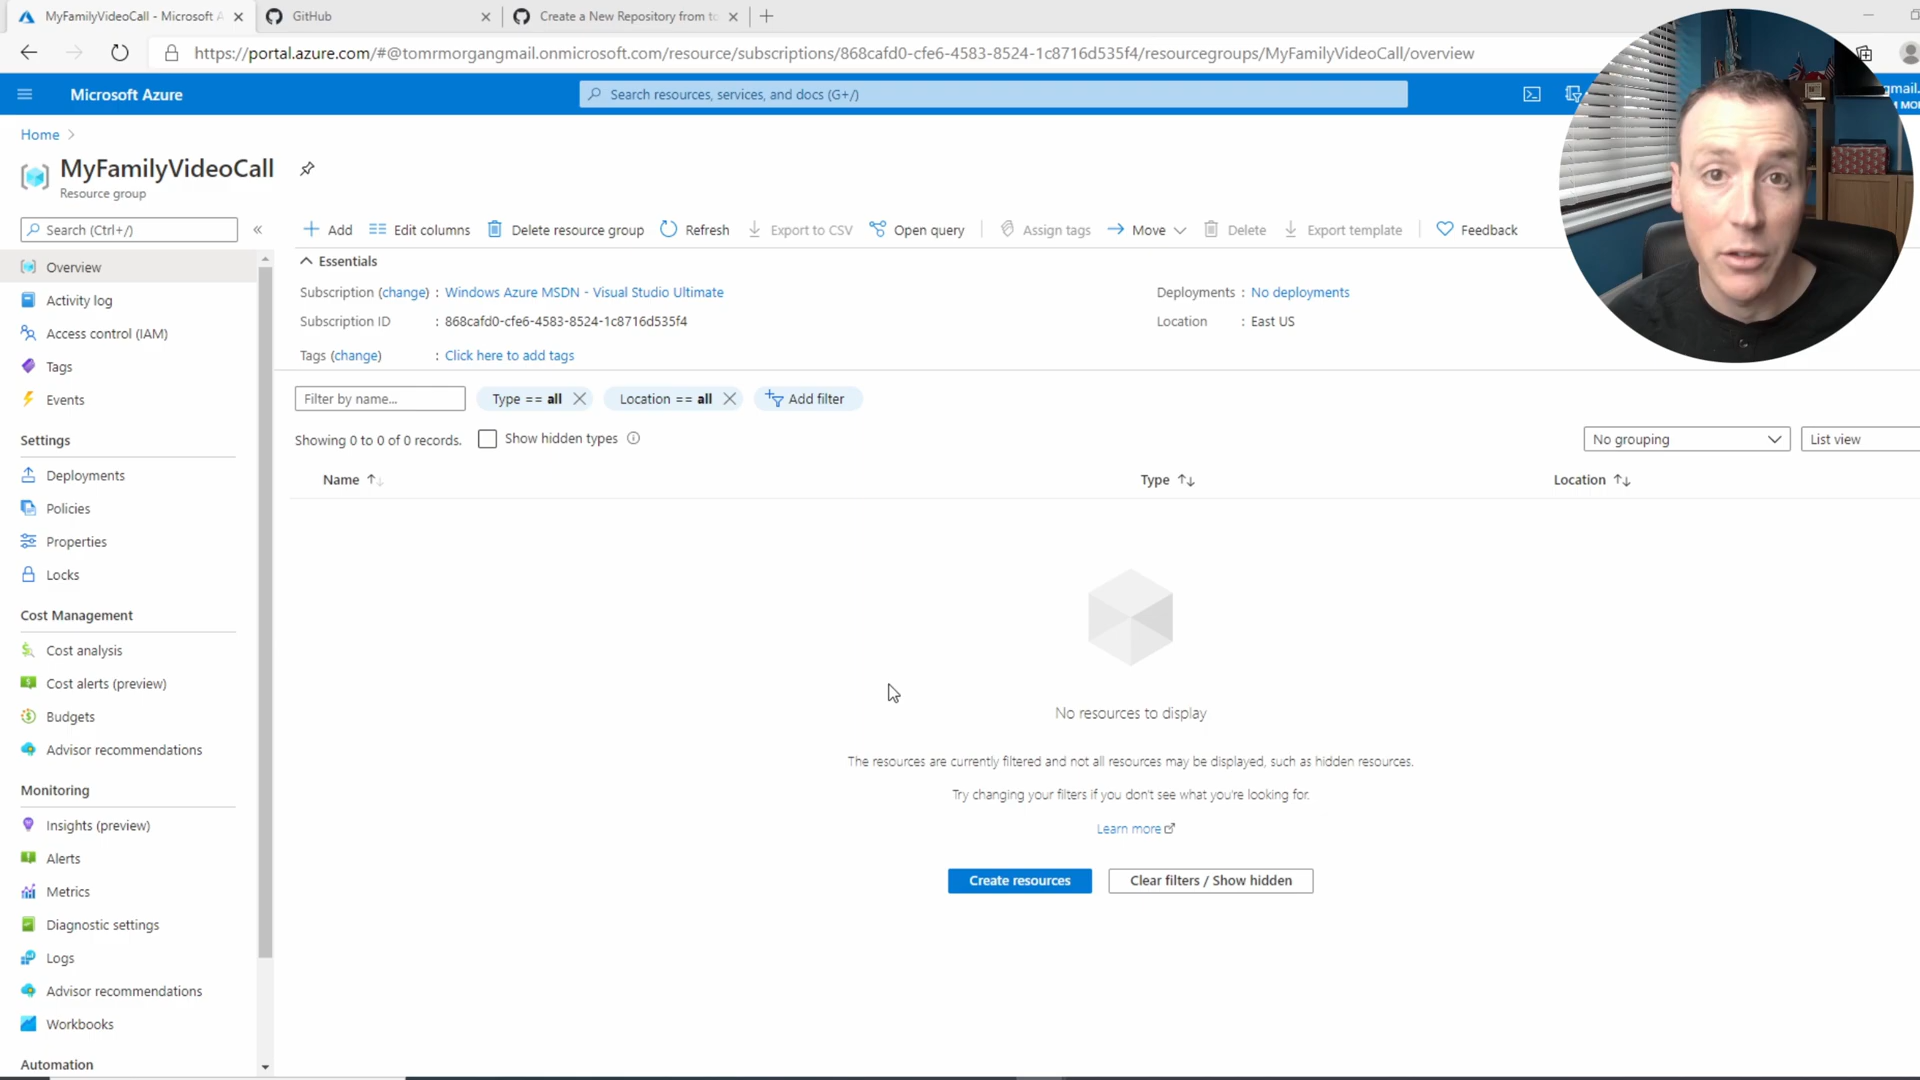 MyFamilyVideoCall - Microsoft A
GitHub
Create a New Repository from to
https://portal.azure.com/#@tomrmorgangmail.onmicrosoft.com/resource/subscriptions/868cafd0-cfe6-4583-8524-1c8716d535f4/resourcegroups/MyFamilyVideoCall/overview
Microsoft Azure
Search resources, services, and docs (G+/)
gmail.
M MOR
Home
MyFamilyVideoCall
Resource group
Search (Ctrl+/)
«
Add
Edit columns
Delete resource group
Refresh
Export to CSV
Open query
Assign tags
Move
Delete
Export template
Feedback
Essentials
Subscription (change) : Windows Azure MSDN - Visual Studio Ultimate
Deployments : No deployments
Subscription ID : 868cafd0-cfe6-4583-8524-1c8716d535f4
Location : East US
Tags (change) : Click here to add tags
Filter by name...
Type == all
Location == all
Add filter
Showing 0 to 0 of 0 records.
Show hidden types
No grouping
List view
Name
Type
Location
No resources to display
The resources are currently filtered and not all resources may be displayed, such as hidden resources.
Try changing your filters if you don't see what you're looking for.
Learn more
Create resources
Clear filters / Show hidden
Overview
Activity log
Access control (IAM)
Tags
Events
Settings
Deployments
Policies
Properties
Locks
Cost Management
Cost analysis
Cost alerts (preview)
Budgets
Advisor recommendations
Monitoring
Insights (preview)
Alerts
Metrics
Diagnostic settings
Logs
Advisor recommendations
Workbooks
Automation